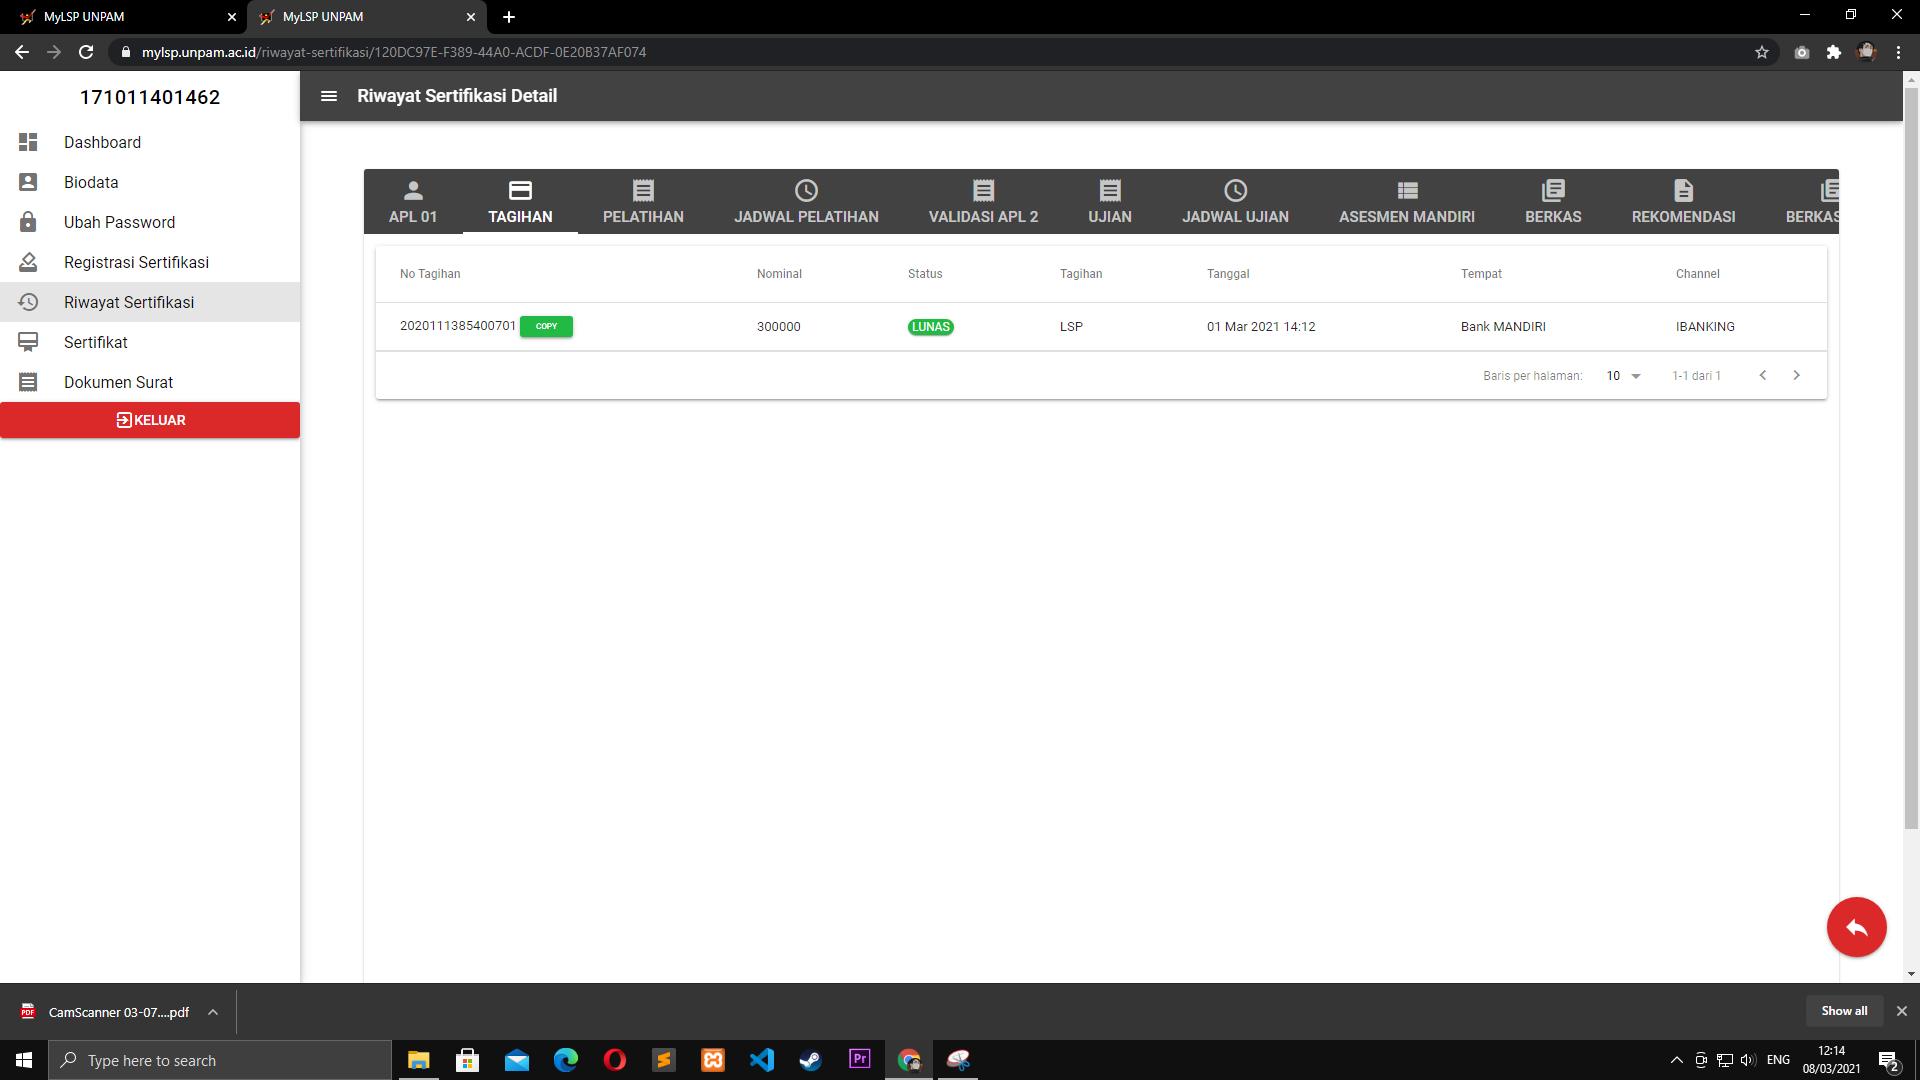 MyLSP UNPAM
MyLSP UNPAM
mylsp.unpam.ac.id/riwayat-sertifikasi/120DC97E-F389-44A0-ACDF-0E20B37AF074
171011401462
Riwayat Sertifikasi Detail
Dashboard
Biodata
Ubah Password
Registrasi Sertifikasi
Riwayat Sertifikasi
Sertifikat
Dokumen Surat
KELUAR
APL 01 TAGIHAN PELATIHAN JADWAL PELATIHAN VALIDASI APL 2 UJIAN JADWAL UJIAN ASESMEN MANDIRI BERKAS REKOMENDASI BERKAS
No Tagihan Nominal Status Tagihan Tanggal Tempat Channel
2020111385400701 COPY 300000 LUNAS LSP 01 Mar 2021 14:12 Bank MANDIRI IBANKING
Baris per halaman: 10 1-1 dari 1
PDF CamScanner 03-07....pdf
Show all
Type here to search
Pr
ENG
12:14
08/03/2021
2